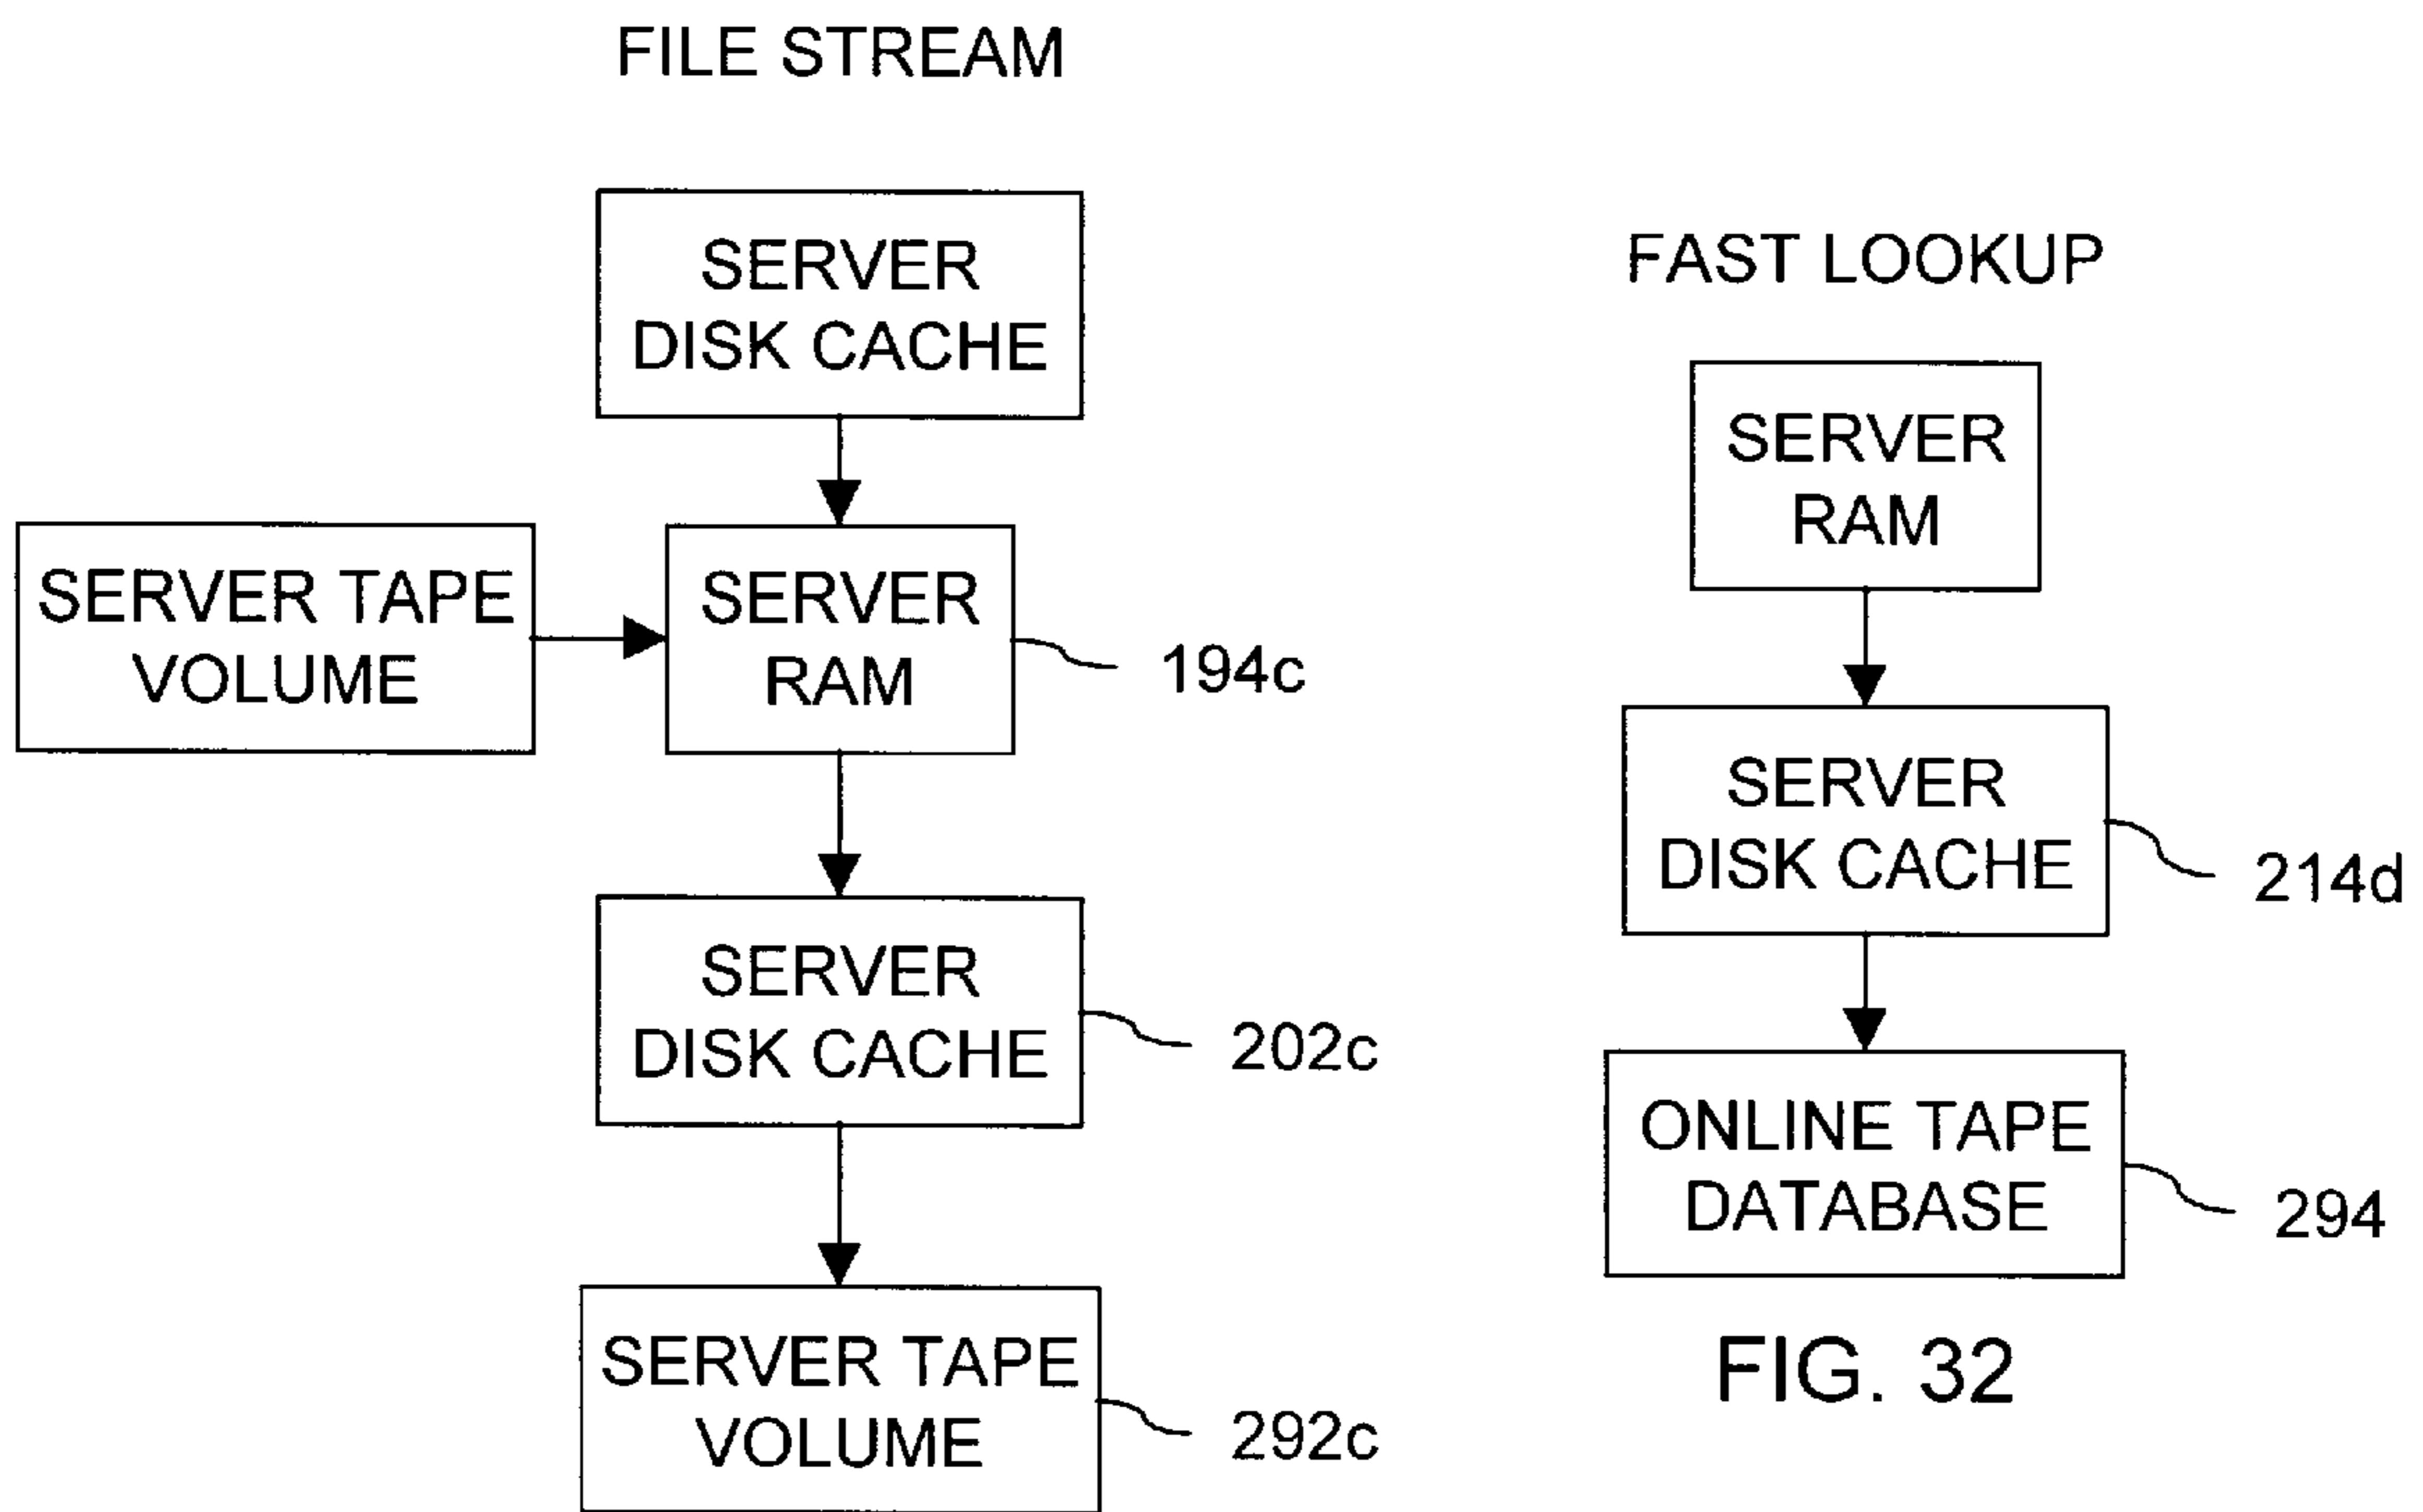 FILE STREAM
SERVER
DISK CACHE
SERVER TAPE
VOLUME
SERVER
RAM
194c
SERVER
DISK CACHE
202c
SERVER TAPE
VOLUME
292c
FAST LOOKUP
SERVER
RAM
SERVER
DISK CACHE
214d
ONLINE TAPE
DATABASE
294
FIG. 32